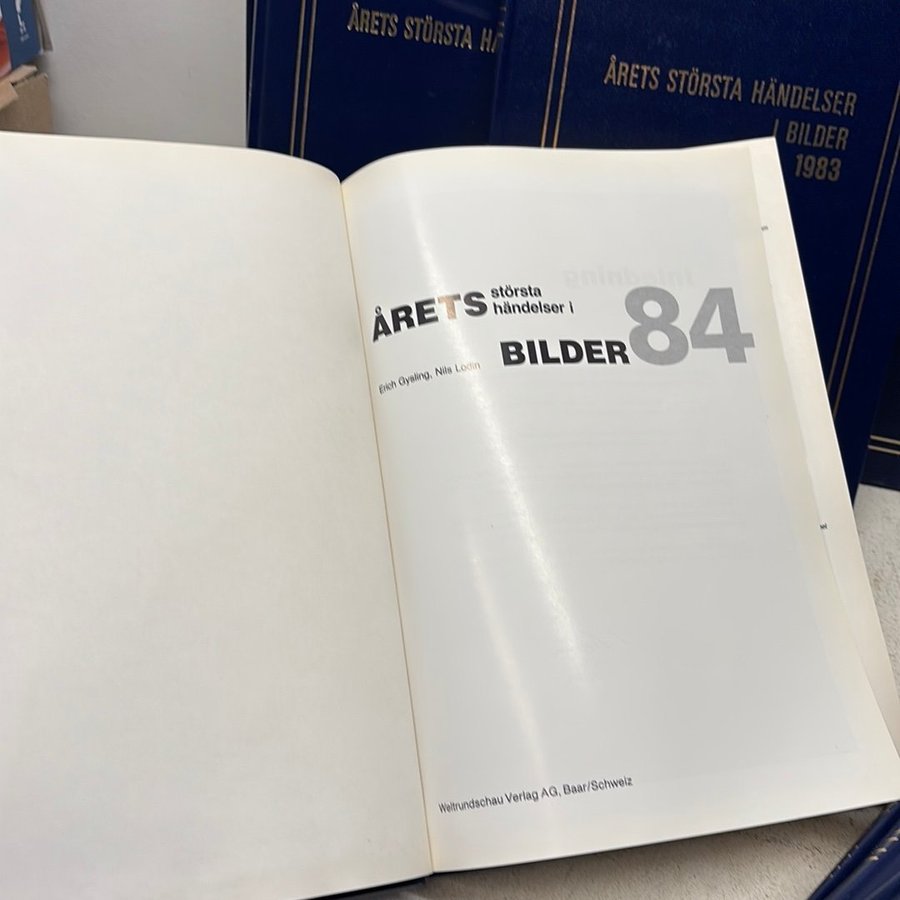 ÅRETS STÖRSTA
ÅRETS STÖRSTA HÄNDELSER
I BILDER
1983
ÅRETS största
händelser i
BILDER 84
Erich Gysling, Nils Lodin
Weltrundschau Verlag AG, Baar/Schweiz